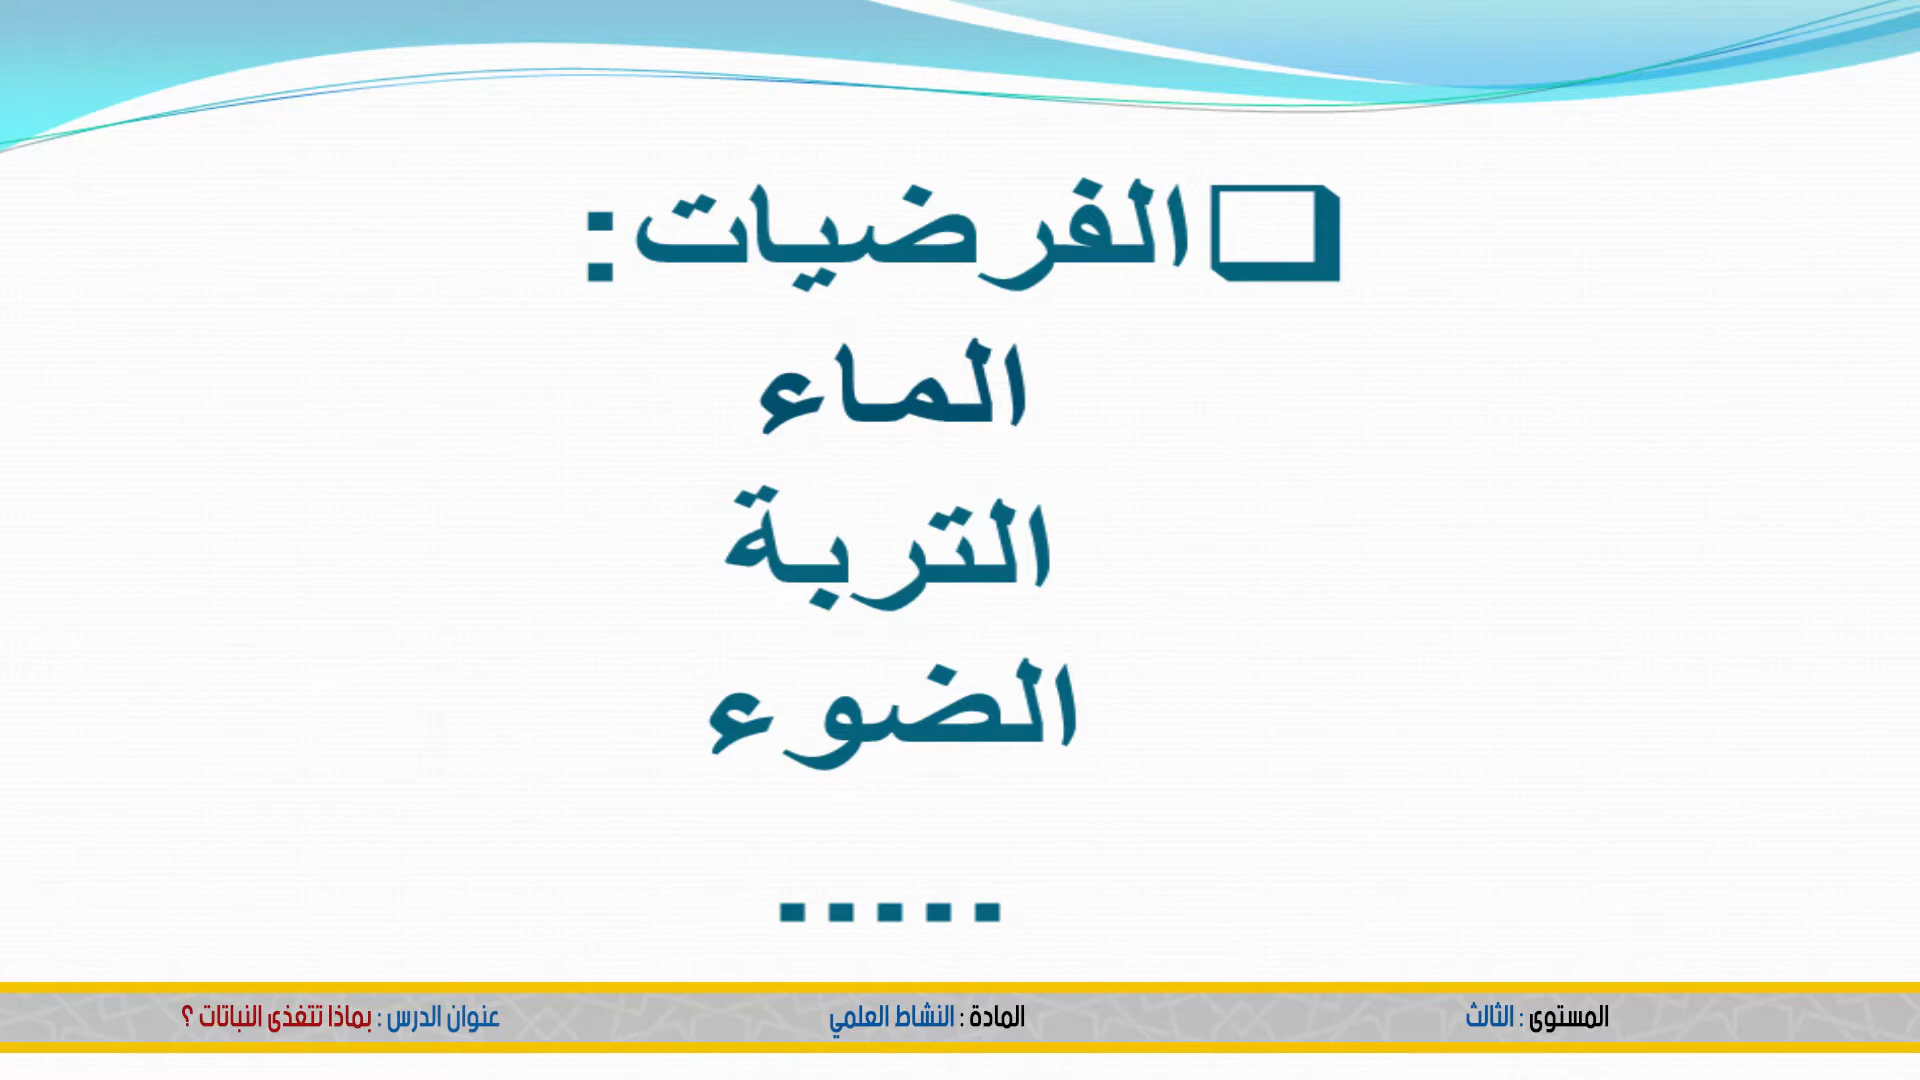 الفرضيات:
الماء
التربة
الضوء
.....
المستوى : الثالث
المادة : النشاط العلمي
عنوان الدرس : بماذا تتغذى النباتات ؟